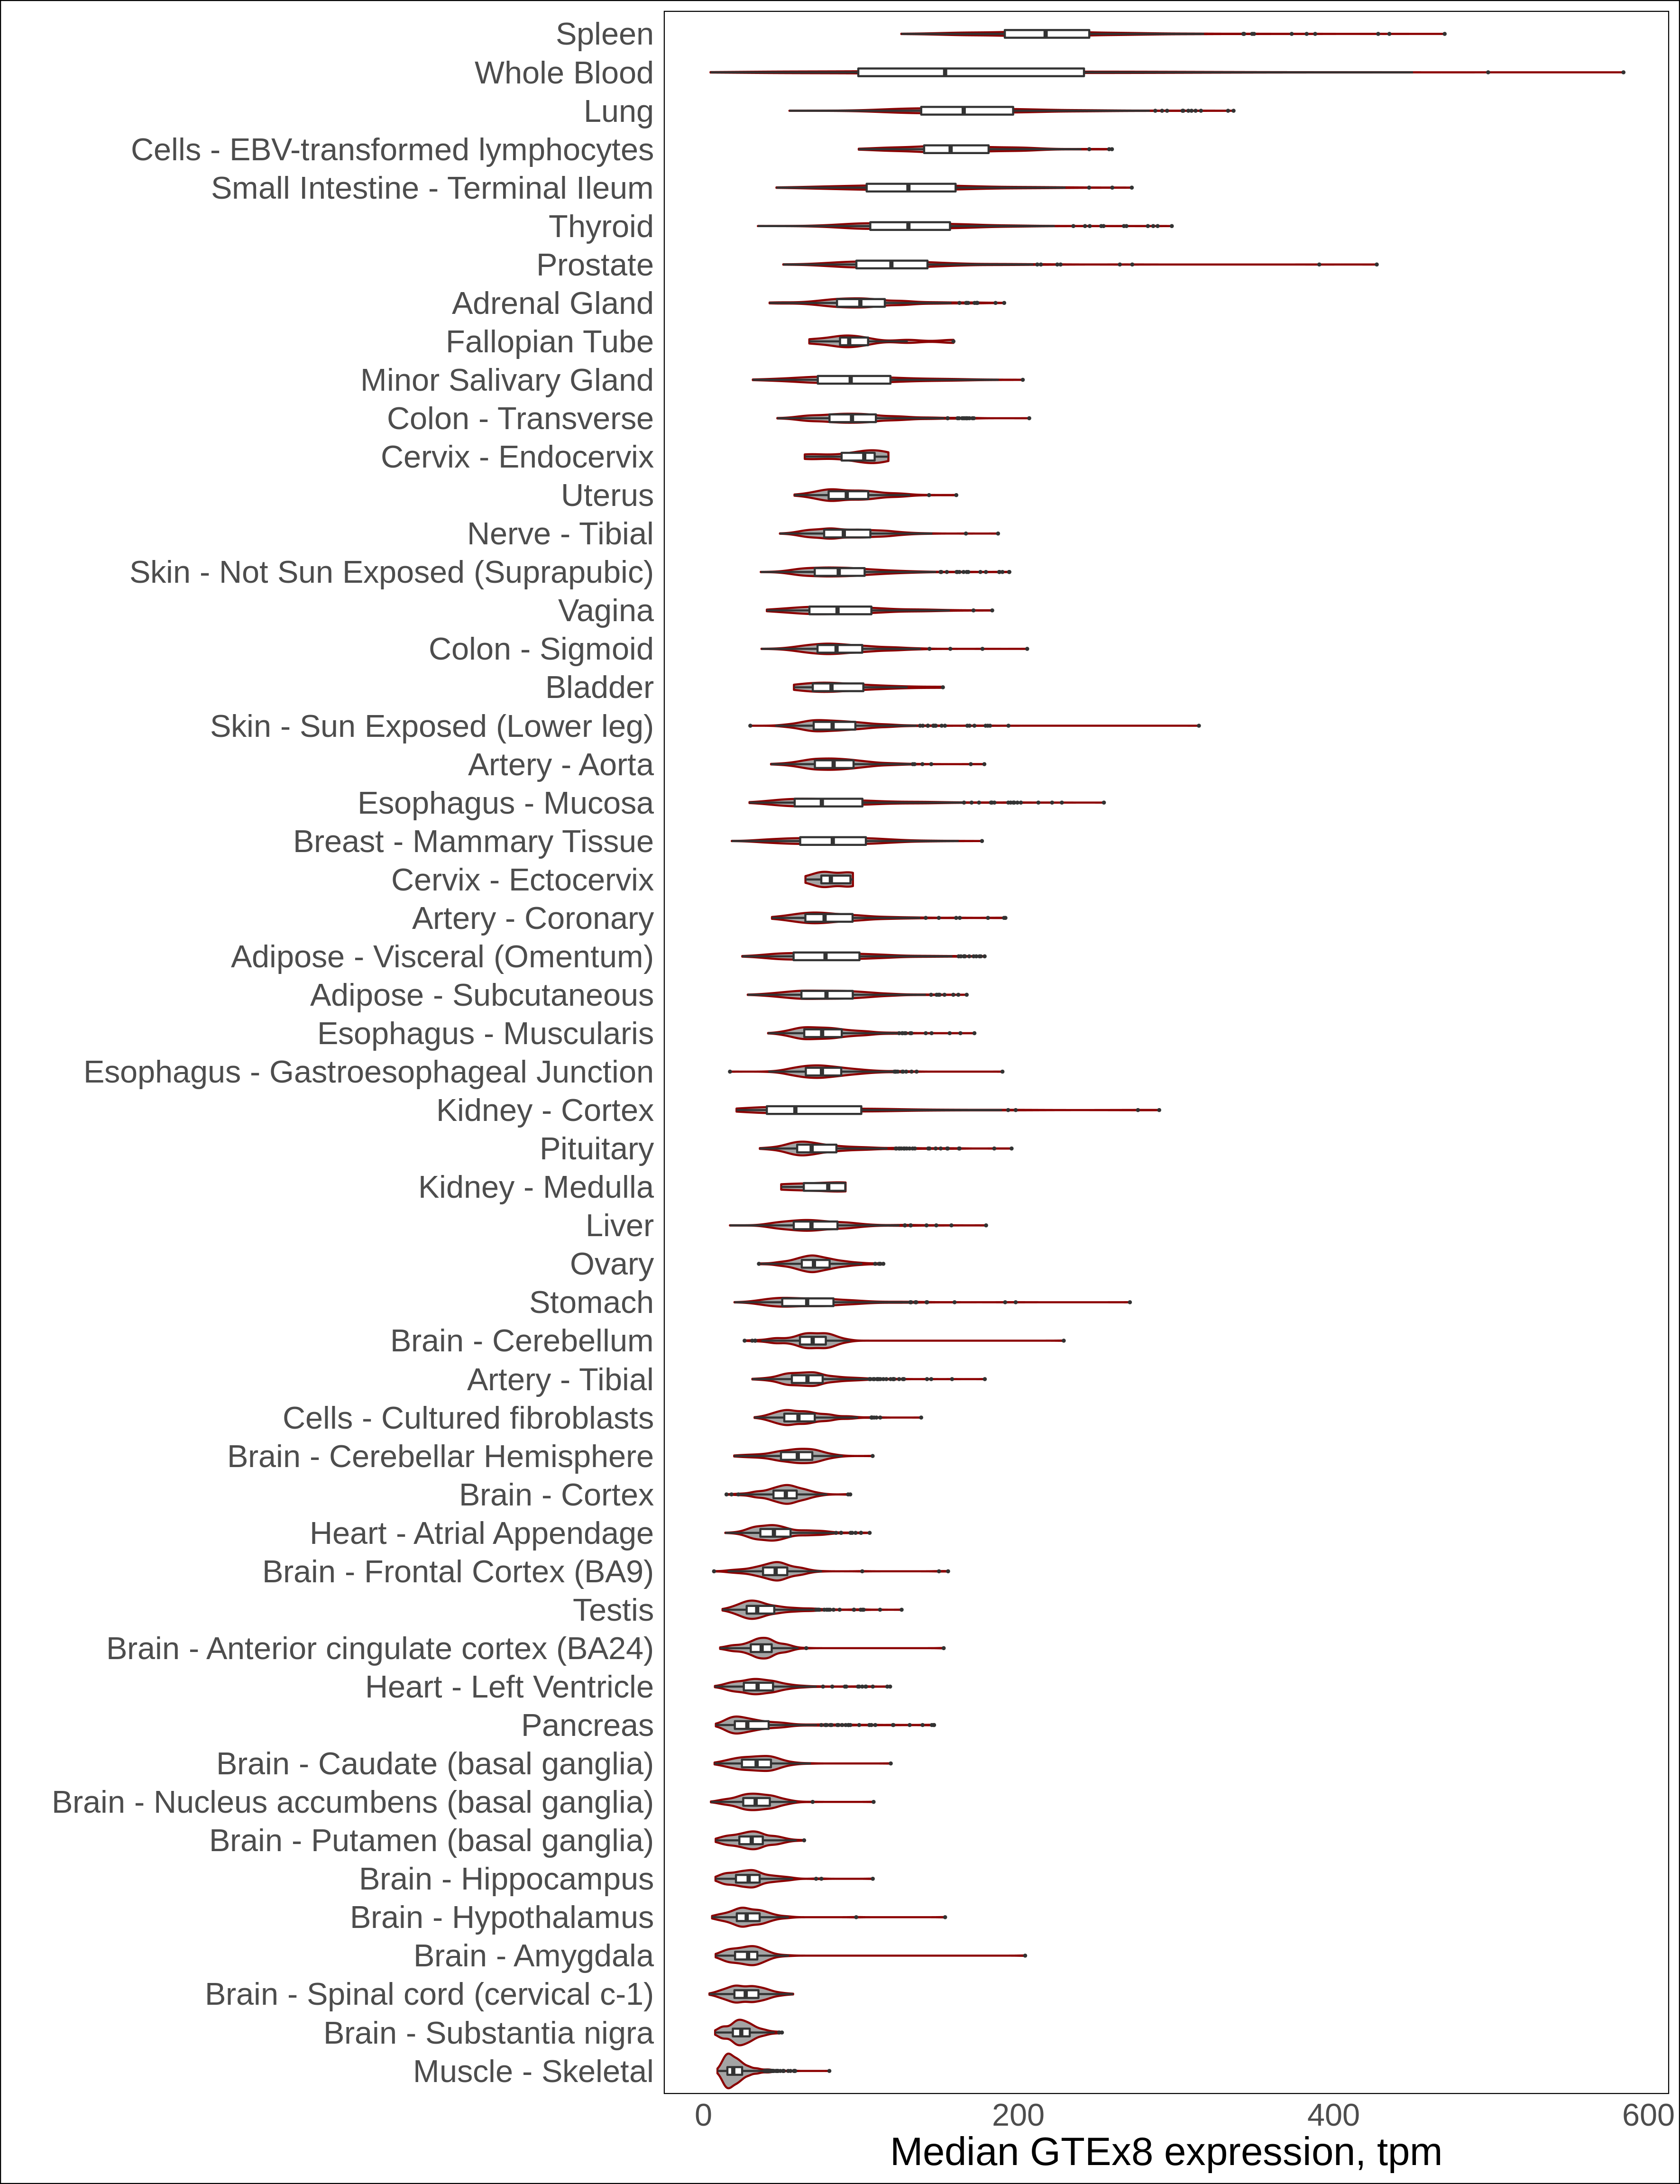 Spleen
Whole Blood
Lung
Cells - EBV-transformed lymphocytes
Small Intestine - Terminal Ileum
Thyroid
Prostate
Adrenal Gland
Fallopian Tube
Minor Salivary Gland
Colon - Transverse
Cervix - Endocervix
Uterus
Nerve - Tibial
Skin - Not Sun Exposed (Suprapubic)
Vagina
Colon - Sigmoid
Bladder
Skin - Sun Exposed (Lower leg)
Artery - Aorta
Esophagus - Mucosa
Breast - Mammary Tissue
Cervix - Ectocervix
Artery - Coronary
Adipose - Visceral (Omentum)
Adipose - Subcutaneous
Esophagus - Muscularis
Esophagus - Gastroesophageal Junction
Kidney - Cortex
Pituitary
Kidney - Medulla
Liver
Ovary
Stomach
Brain - Cerebellum
Artery - Tibial
Cells - Cultured fibroblasts
Brain - Cerebellar Hemisphere
Brain - Cortex
Heart - Atrial Appendage
Brain - Frontal Cortex (BA9)
Testis
Brain - Anterior cingulate cortex (BA24)
Heart - Left Ventricle
Pancreas
Brain - Caudate (basal ganglia)
Brain - Nucleus accumbens (basal ganglia)
Brain - Putamen (basal ganglia)
Brain - Hippocampus
Brain - Hypothalamus
Brain - Amygdala
Brain - Spinal cord (cervical c-1)
Brain - Substantia nigra
Muscle - Skeletal
0 200 400 600
Median GTEx8 expression, tpm